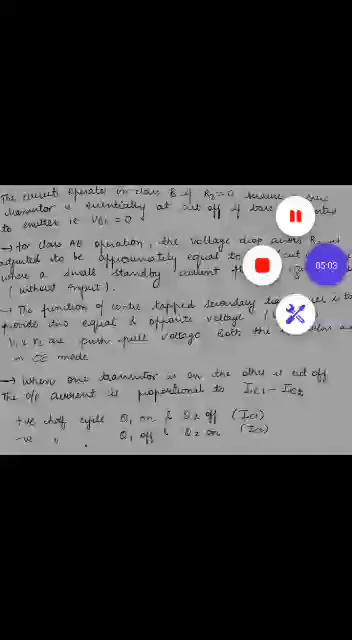 The circuit operates in class B if R2 = 0 because a
transistor is essentially at cut off if base
to emitter is VBE = 0
→ For class AB operation, the voltage drop across R2 is
adjusted to be approximately equal to cut
where a small standby current
(without input).
→ The function of centre tapped secondary is to
provide two equal & opposite voltage
V1 & V2 are push-pull voltage Both the
in CE mode
→ When one transistor is on the other is cut off
The o/p current is proportional to Ic1 - Ic2
+ve half cycle Q1 on & Q2 off (Ic1)
-ve " Q1 off & Q2 on (Ic2)
05:03